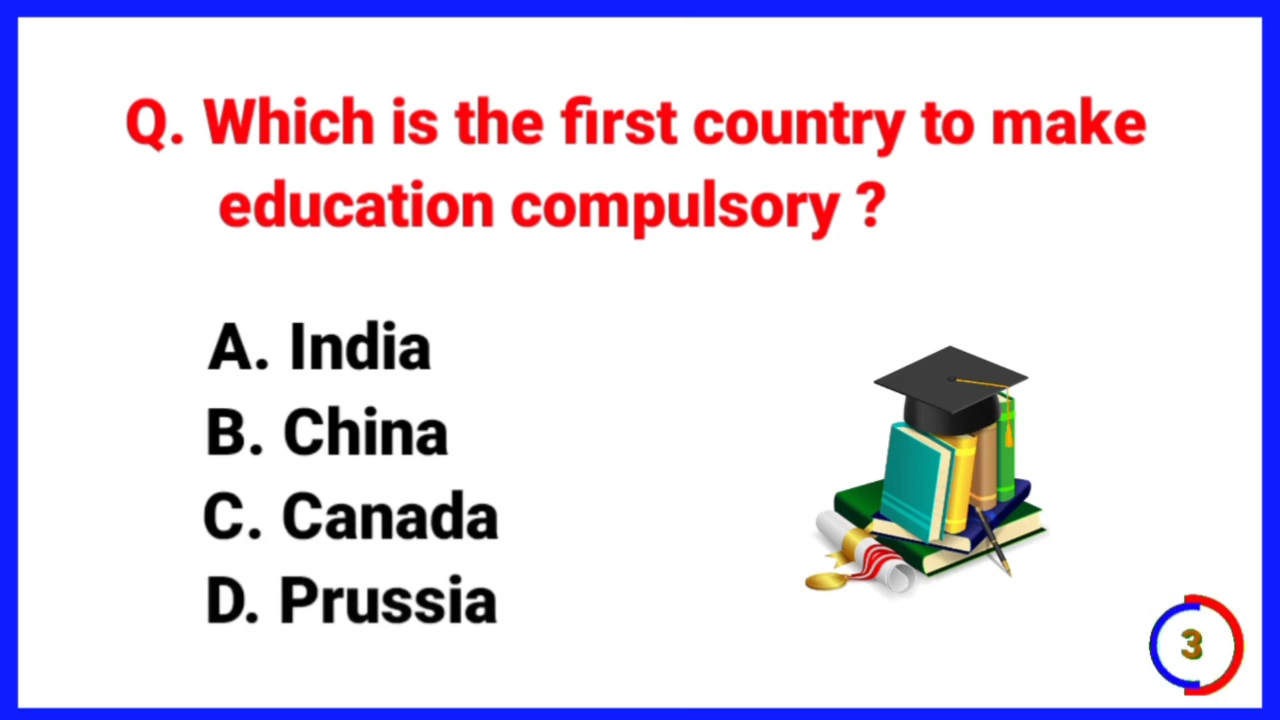 Q. Which is the first country to make
education compulsory ?
A. India
B. China
C. Canada
D. Prussia
3